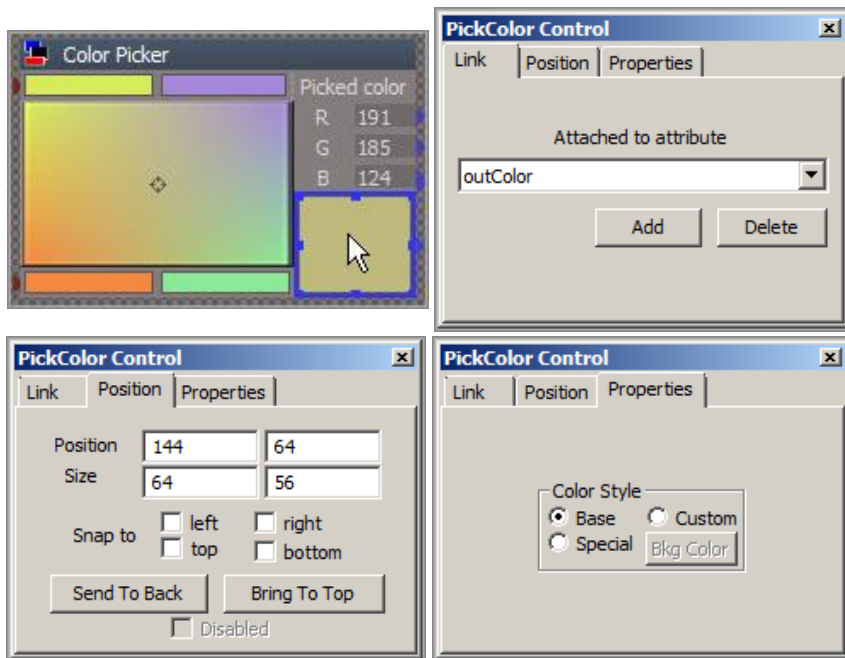 Color Picker
Picked color
R 191
G 185
B 124
PickColor Control
Link Position Properties
Attached to attribute
outColor
Add Delete
PickColor Control
Link Position Properties
Position 144 64
Size 64 56
Snap to left right
top bottom
Send To Back Bring To Top
Disabled
PickColor Control
Link Position Properties
Color Style
Base Custom
Special Bkg Color